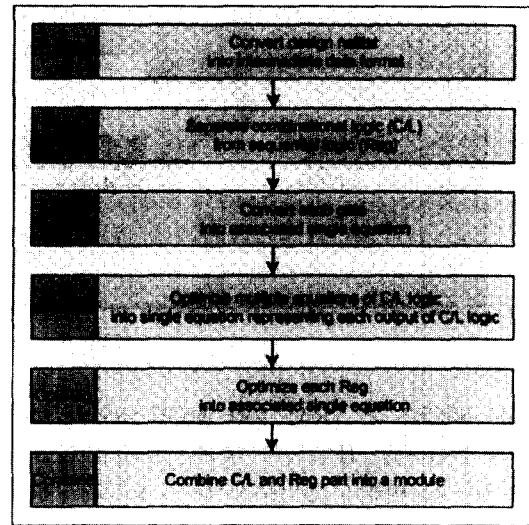 Convert design netlist
into intermediate data format
Separate combinational logic (C/L)
from sequential logic (Reg)
Convert each gate
into associated single equation
Optimize multiple equations of C/L logic
into single equation representing each output of C/L logic
Optimize each Reg
into associated single equation
Combine C/L and Reg part into a module